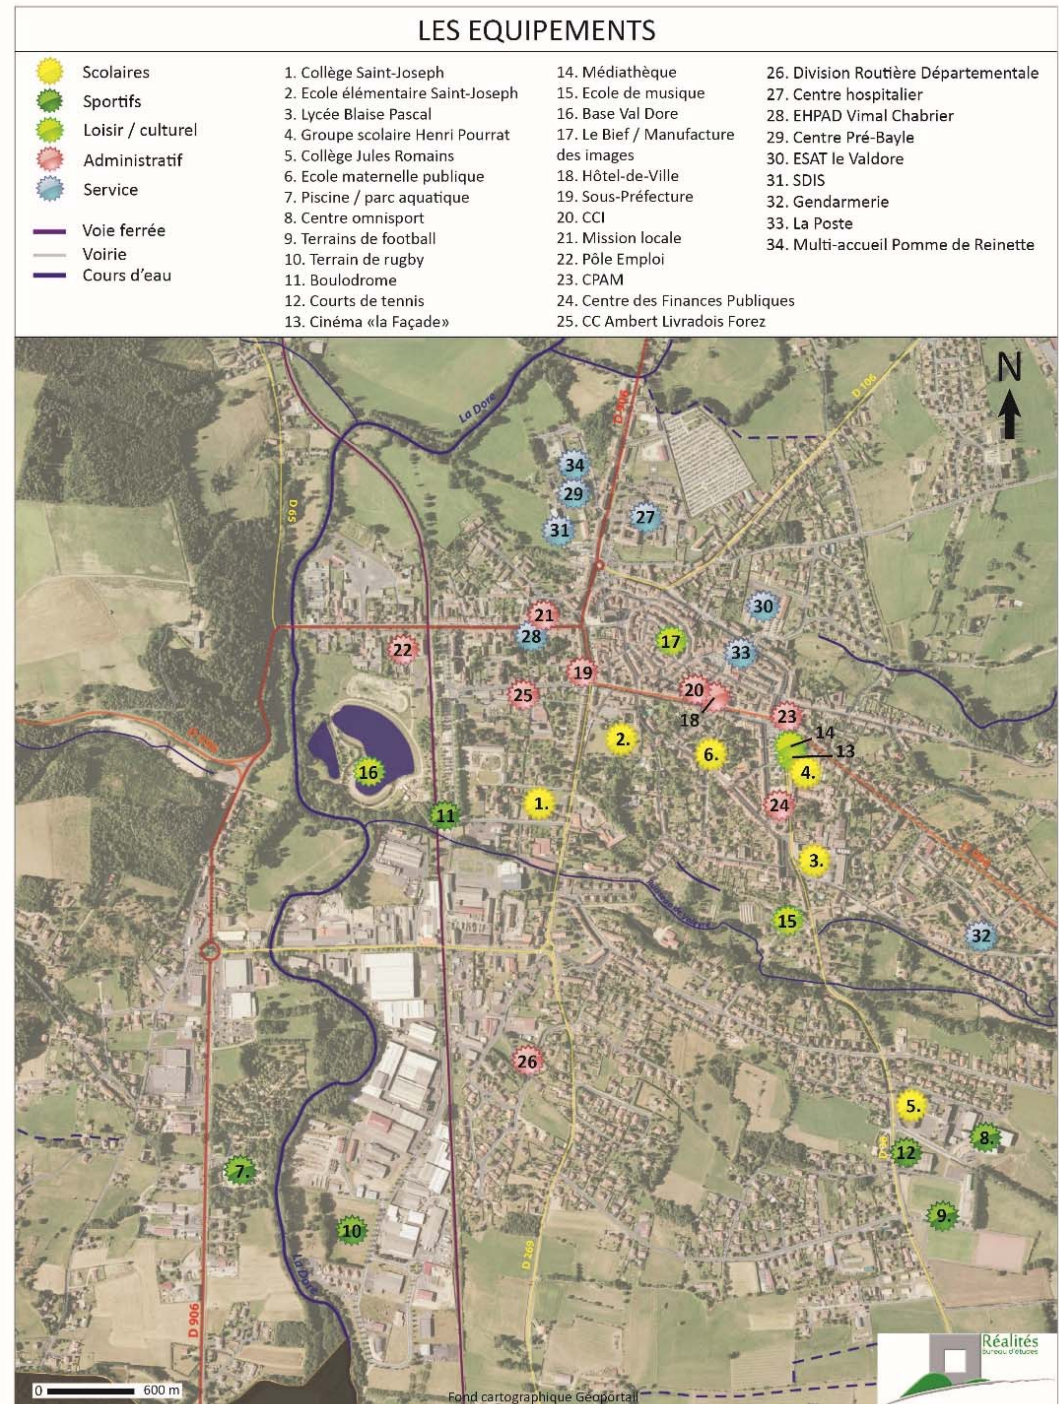 LES EQUIPEMENTS
Scolaires
Sportifs
Loisir / culturel
Administratif
Service
Voie ferrée
Voirie
Cours d'eau
1. Collège Saint-Joseph
2. Ecole élémentaire Saint-Joseph
3. Lycée Blaise Pascal
4. Groupe scolaire Henri Pourrat
5. Collège Jules Romains
6. Ecole maternelle publique
7. Piscine / parc aquatique
8. Centre omnisport
9. Terrains de football
10. Terrain de rugby
11. Boulodrome
12. Courts de tennis
13. Cinéma «la Façade»
14. Médiathèque
15. Ecole de musique
16. Base Val Dore
17. Le Bief / Manufacture
des images
18. Hôtel-de-Ville
19. Sous-Préfecture
20. CCI
21. Mission locale
22. Pôle Emploi
23. CPAM
24. Centre des Finances Publiques
25. CC Ambert Livradois Forez
26. Division Routière Départementale
27. Centre hospitalier
28. EHPAD Vimal Chabrier
29. Centre Pré-Bayle
30. ESAT le Valdore
31. SDIS
32. Gendarmerie
33. La Poste
34. Multi-accueil Pomme de Reinette
N
La Dore
D 906
D 106
D 65
34
29
31
27
30
21
28
22
17
33
19
25
20
18
23
14
13
2.
6.
4.
16
1.
24
11
3.
15
32
26
5.
8.
12
7.
9.
10
D 269
La Dore
D 906
0
600 m
Fond cartographique Géoportail
Réalités
bureau d'études